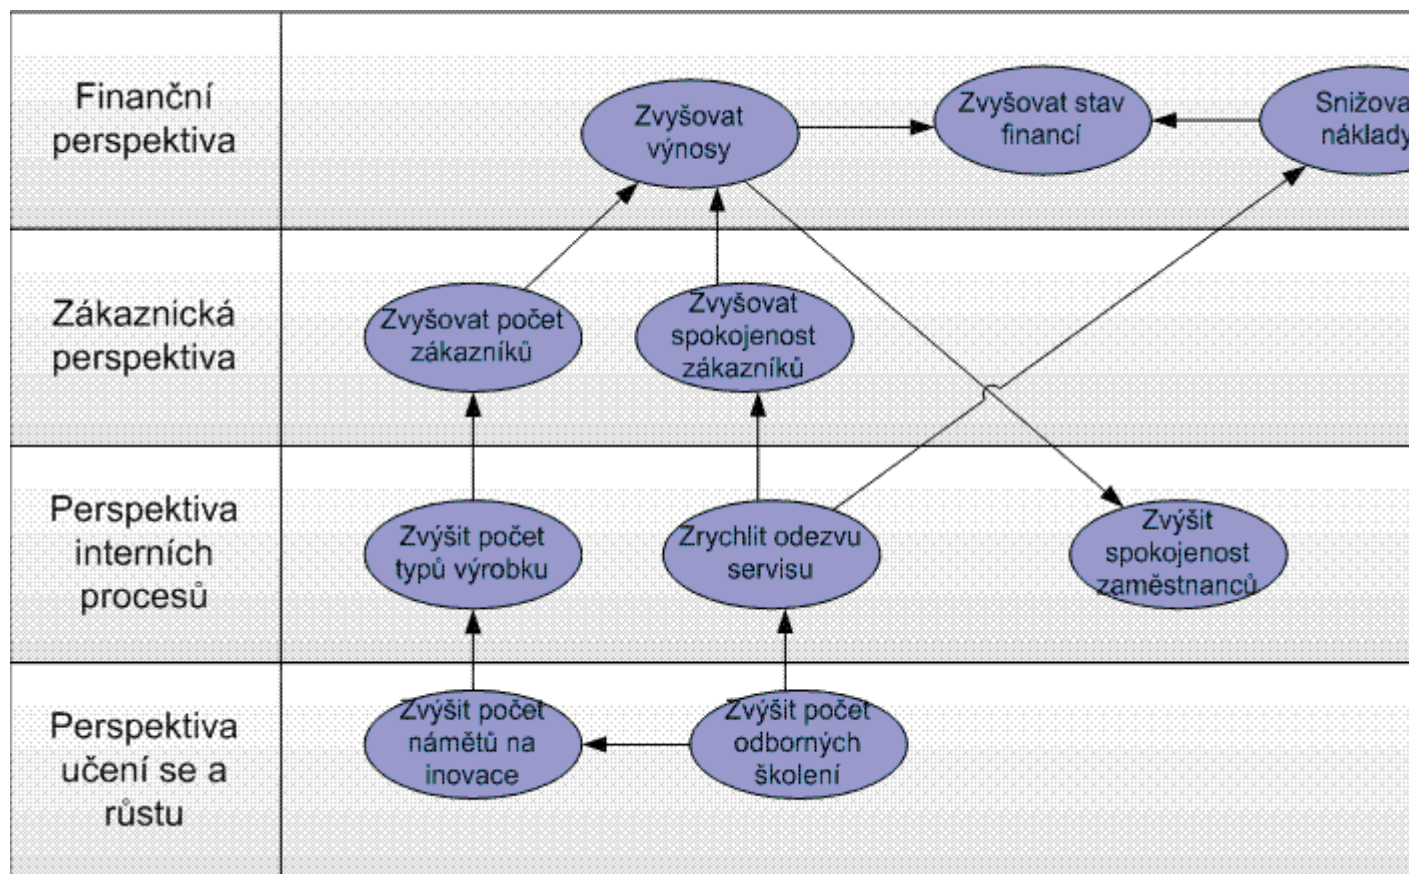 Finanční
perspektiva
Zvyšovat
výnosy
Zvyšovat stav
financí
Snižova
náklady
Zákaznická
perspektiva
Zvyšovat počet
zákazníků
Zvyšovat
spokojenost
zákazníků
Perspektiva
interních
procesů
Zvýšit počet
typů výrobku
Zrychlit odezvu
servisu
Zvýšit
spokojenost
zaměstnanců
Perspektiva
učení se a
růstu
Zvýšit počet
námětů na
inovace
Zvýšit počet
odborných
školení